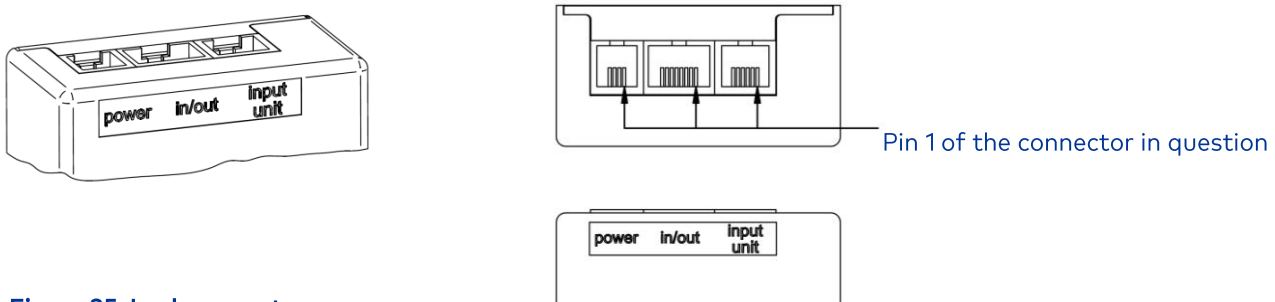 power in/out input unit
Pin 1 of the connector in question
power in/out input unit